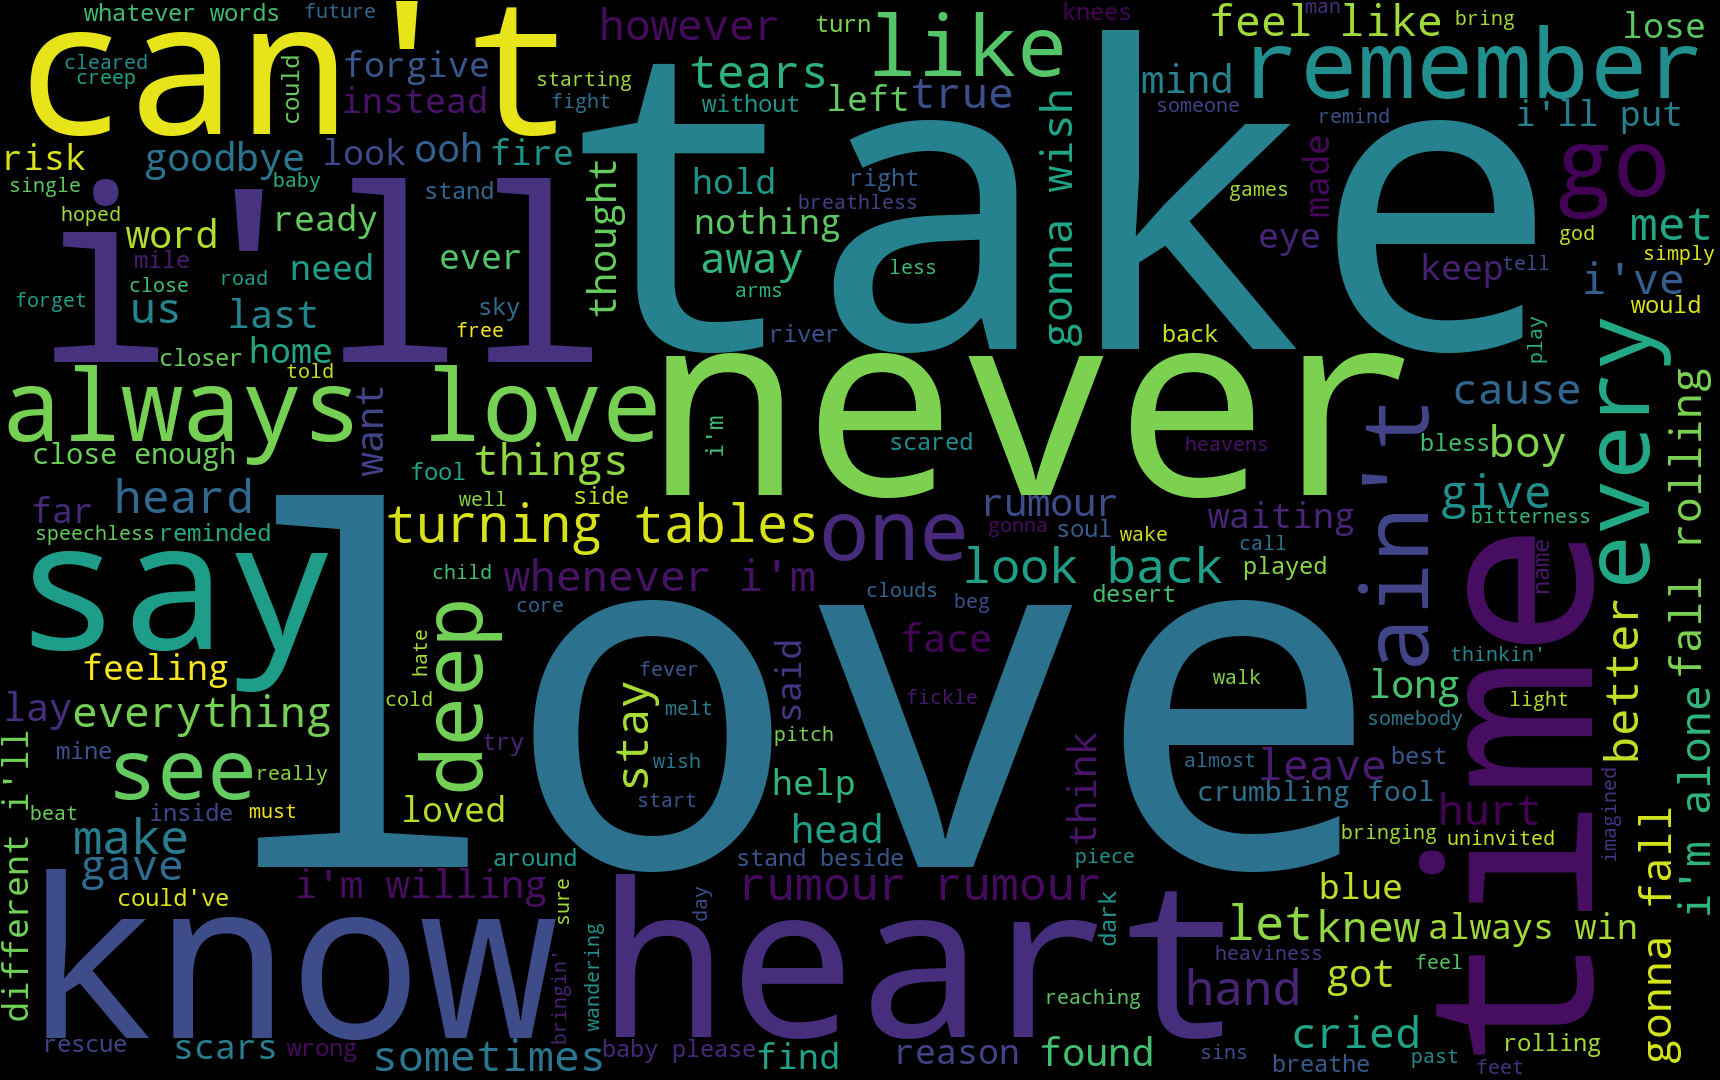 whatever words
future
can't
cleared
creep
could
forgive
instead
however
starting
fight
turn
tears
without
like
left
true
knees
man
feel like
bring
lose
remember
mind
someone
remind
i'll put
risk
goodbye
look
ooh
fire
take
gonna wish
made
go
single
baby
stand
hoped
i'll
word
ready
mile
close
road
need
ever
thought
hold
right
breathless
nothing
away
less
arms
games
eye
god
met
simply
keep
tell
i've
would
forget
us
last
sky
free
river
back
play
closer
home
told
always love
want
never
i'm
scared
heavens
cause
every
fall rolling
close enough
fool
things
bless
boy
far
heard
well
side
rumour
gonna
soul
wake
waiting
give
bitterness
ain't
speechless
reminded
turning tables
one
call
say
child
whenever i'm
look back
played
core
clouds
beg
desert
time
name
love
deep
feeling
hate
fever
said
face
thinkin'
better
cold
stay
melt
fickle
walk
long
light
lay
everything
pitch
somebody
mine
see
really
try
wish
think
almost
leave
best
i'm alone
different i'll
beat
inside
must
loved
start
help
crumbling fool
hurt
imagined
make
head
bringing
uninvited
gave
around
stand beside
piece
gonna fall
could've
i'm willing
sure
rumour rumour
blue
know
day
heart
dark
let
knew
always win
wandering
bringin'
heaviness
feel
hand
got
reaching
rescue
scars
wrong
sometimes
baby please
find
reason
found
sins
cried
breathe
past
rolling
feet